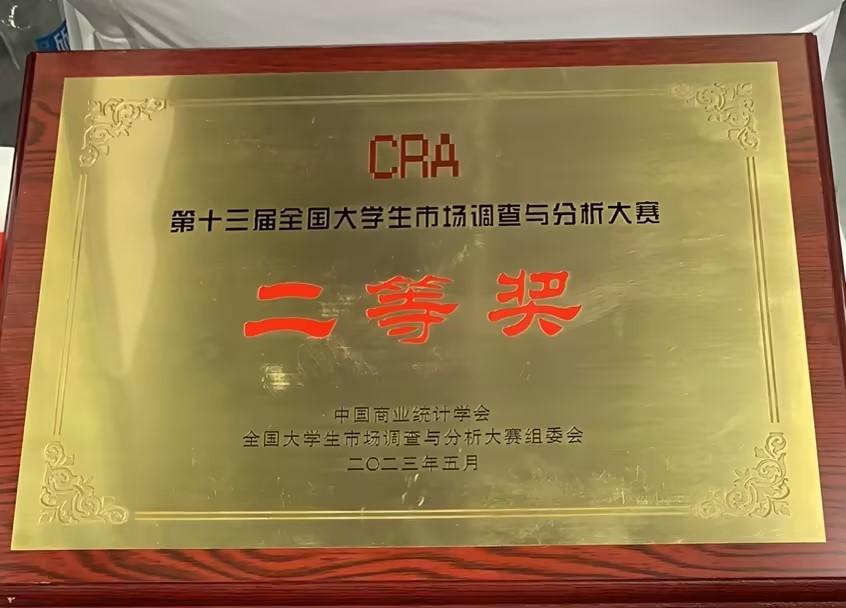 CRA
第十三届全国大学生市场调查与分析大赛
二等奖
中国商业统计学会
全国大学生市场调查与分析大赛组委会
二〇二三年五月